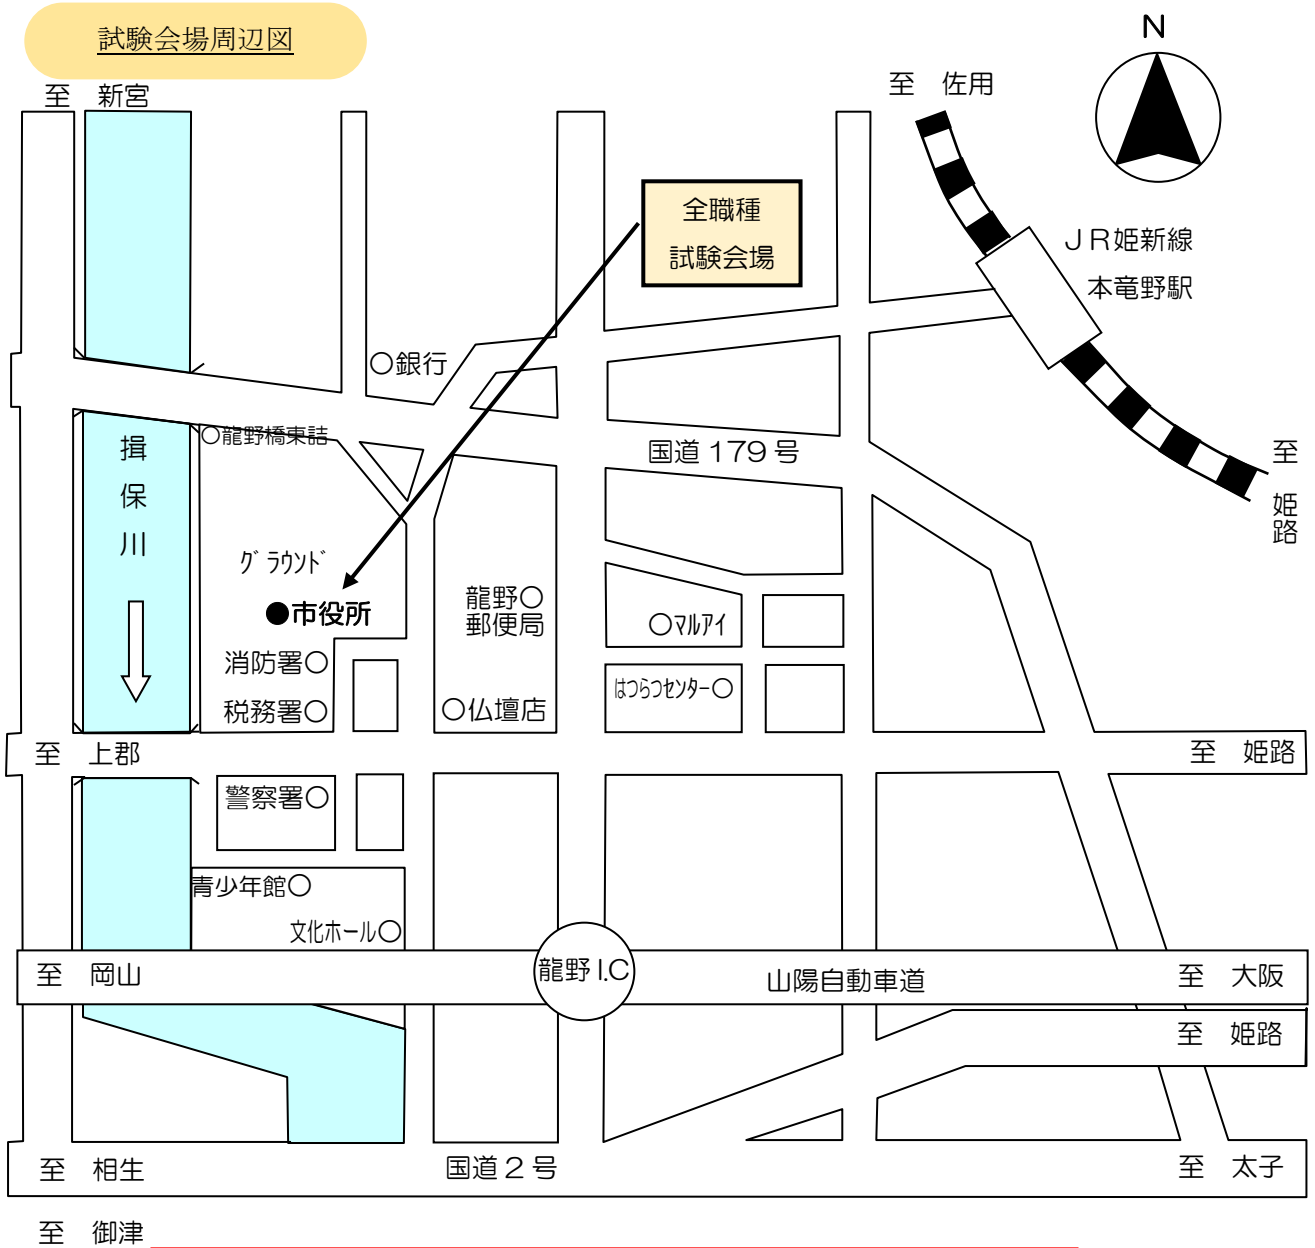 試験会場周辺図
N
至　新宮
至　佐用
全職種
試験会場
ＪＲ姫新線
本竜野駅
○銀行
○龍野橋東詰
国道179号
至　姫路
揖保川
ｸﾞﾗｳﾝﾄﾞ
●市役所
龍野○
郵便局
○ﾏﾙｱｲ
消防署○
税務署○
はつらつｾﾝﾀｰ○
○仏壇店
至　上郡
至　姫路
警察署○
青少年館○
文化ホール○
至　岡山
龍野I.C
山陽自動車道
至　大阪
至　姫路
至　相生
国道２号
至　太子
至　御津